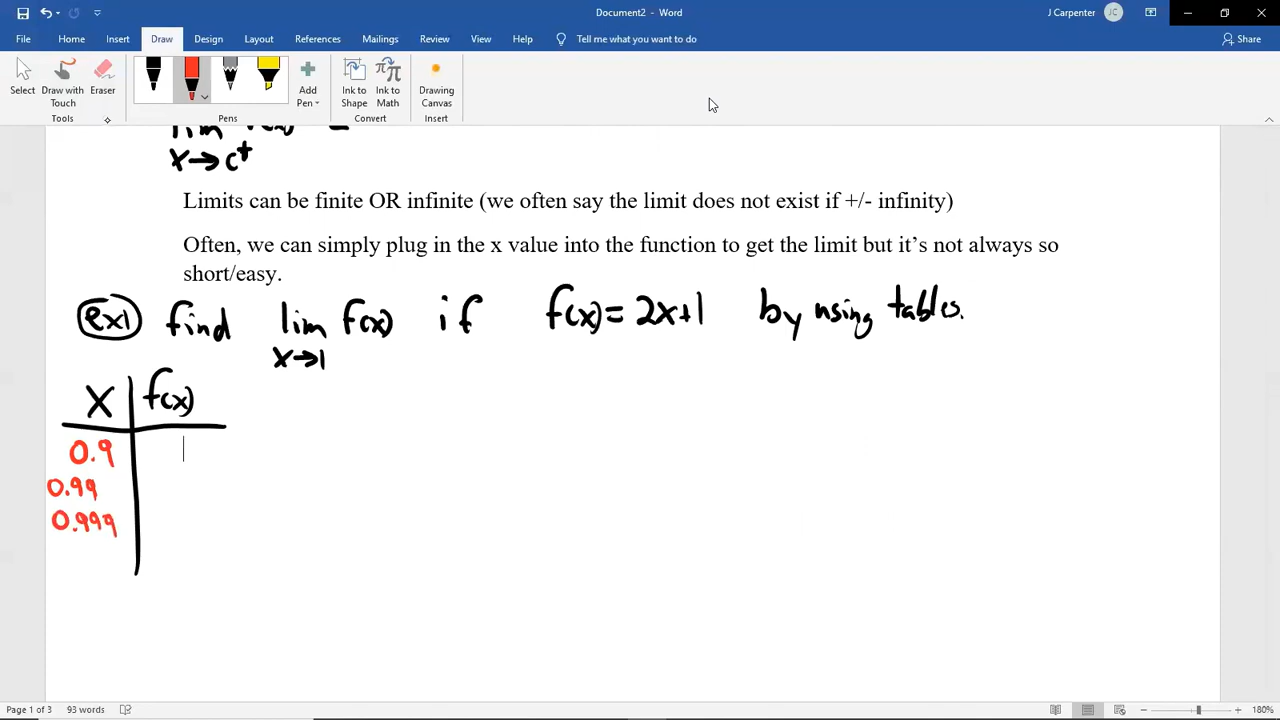 Document2 - Word
J Carpenter JC
File Home Insert Draw Design Layout References Mailings Review View Help Tell me what you want to do Share
Select Draw with Touch Eraser Add Pen Ink to Shape Ink to Math Drawing Canvas
Tools Pens Convert Insert
lim
x→c⁺
Limits can be finite OR infinite (we often say the limit does not exist if +/- infinity)
Often, we can simply plug in the x value into the function to get the limit but it's not always so
short/easy.
ex1 find lim f(x) if f(x)=2x+1 by using tables.
x→1
x f(x)
0.9
0.99
0.999
Page 1 of 3 93 words 180%